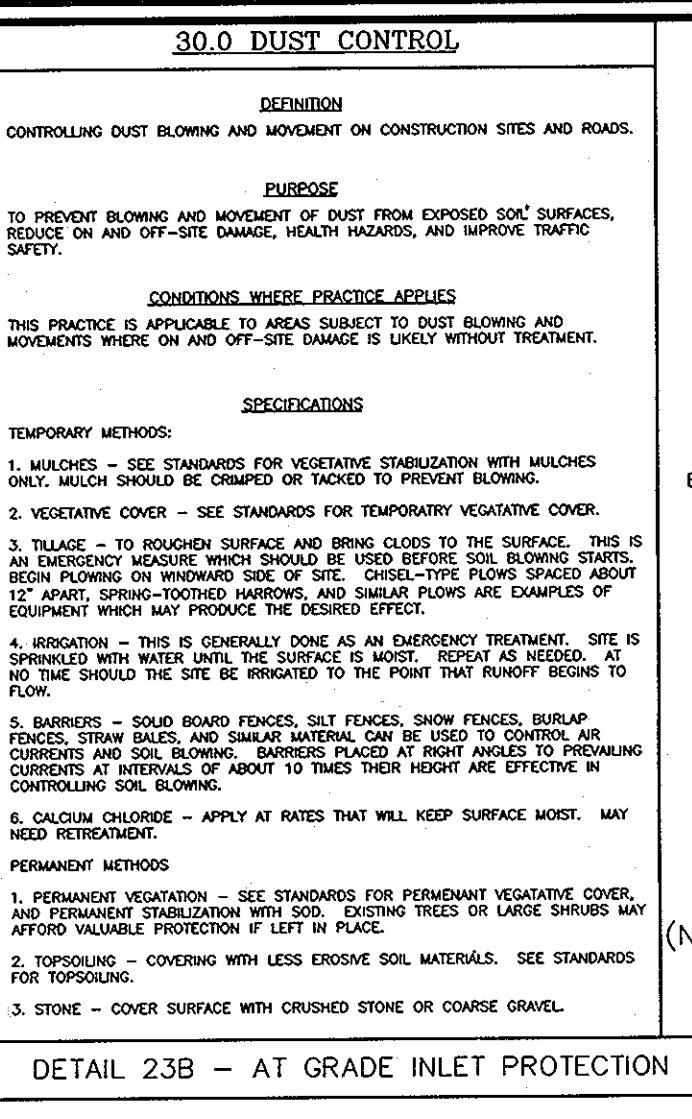 30.0 DUST CONTROL
DEFINITION
CONTROLLING DUST BLOWING AND MOVEMENT ON CONSTRUCTION SITES AND ROADS.
PURPOSE
TO PREVENT BLOWING AND MOVEMENT OF DUST FROM EXPOSED SOIL SURFACES,
REDUCE ON AND OFF-SITE DAMAGE, HEALTH HAZARDS, AND IMPROVE TRAFFIC
SAFETY.
CONDITIONS WHERE PRACTICE APPLIES
THIS PRACTICE IS APPLICABLE TO AREAS SUBJECT TO DUST BLOWING AND
MOVEMENTS WHERE ON AND OFF-SITE DAMAGE IS LIKELY WITHOUT TREATMENT.
SPECIFICATIONS
TEMPORARY METHODS:
1. MULCHES - SEE STANDARDS FOR VEGETATIVE STABILIZATION WITH MULCHES
ONLY. MULCH SHOULD BE CRIMPED OR TACKED TO PREVENT BLOWING.
2. VEGETATIVE COVER - SEE STANDARDS FOR TEMPORATRY VEGATATIVE COVER.
3. TILLAGE - TO ROUGHEN SURFACE AND BRING CLODS TO THE SURFACE. THIS IS
AN EMERGENCY MEASURE WHICH SHOULD BE USED BEFORE SOIL BLOWING STARTS.
BEGIN PLOWING ON WINDWARD SIDE OF SITE. CHISEL-TYPE PLOWS SPACED ABOUT
12" APART, SPRING-TOOTHED HARROWS, AND SIMILAR PLOWS ARE EXAMPLES OF
EQUIPMENT WHICH MAY PRODUCE THE DESIRED EFFECT.
4. IRRIGATION - THIS IS GENERALLY DONE AS AN EMERGENCY TREATMENT. SITE IS
SPRINKLED WITH WATER UNTIL THE SURFACE IS MOIST. REPEAT AS NEEDED. AT
NO TIME SHOULD THE SITE BE IRRIGATED TO THE POINT THAT RUNOFF BEGINS TO
FLOW.
5. BARRIERS - SOLID BOARD FENCES, SILT FENCES, SNOW FENCES, BURLAP
FENCES, STRAW BALES, AND SIMILAR MATERIAL CAN BE USED TO CONTROL AIR
CURRENTS AND SOIL BLOWING. BARRIERS PLACED AT RIGHT ANGLES TO PREVAILING
CURRENTS AT INTERVALS OF ABOUT 10 TIMES THEIR HEIGHT ARE EFFECTIVE IN
CONTROLLING SOIL BLOWING.
6. CALCIUM CHLORIDE - APPLY AT RATES THAT WILL KEEP SURFACE MOIST. MAY
NEED RETREATMENT.
PERMANENT METHODS
1. PERMANENT VEGATATION - SEE STANDARDS FOR PERMENANT VEGATATIVE COVER,
AND PERMANENT STABILIZATION WITH SOD. EXISTING TREES OR LARGE SHRUBS MAY
AFFORD VALUABLE PROTECTION IF LEFT IN PLACE.
2. TOPSOILING - COVERING WITH LESS EROSIVE SOIL MATERIALS. SEE STANDARDS
FOR TOPSOILING.
3. STONE - COVER SURFACE WITH CRUSHED STONE OR COARSE GRAVEL.
(N
DETAIL 23B - AT GRADE INLET PROTECTION